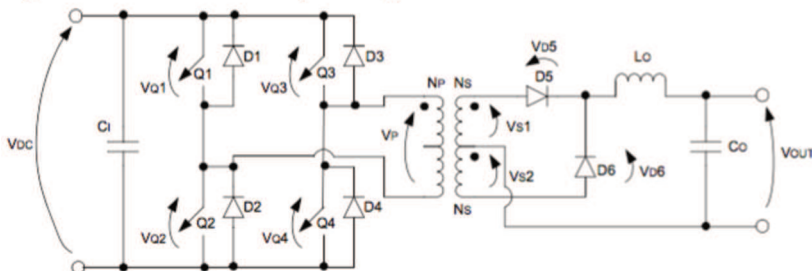 VD5
D1
D3
LO
VQ1
Q1
VQ3
Q3
NP
NS
D5
VDC
CI
VP
VS1
VS2
D6
VD6
CO
VOUT
VQ2
Q2
D2
VQ4
Q4
D4
NS